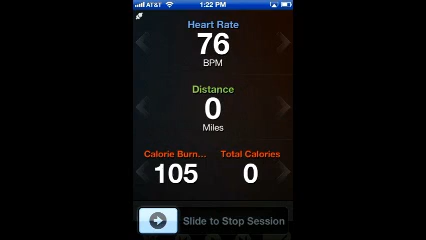 AT&T 1:22 PM
Heart Rate
76
BPM
Distance
0
Miles
Calorie Burn... Total Calories
105 0
Slide to Stop Session